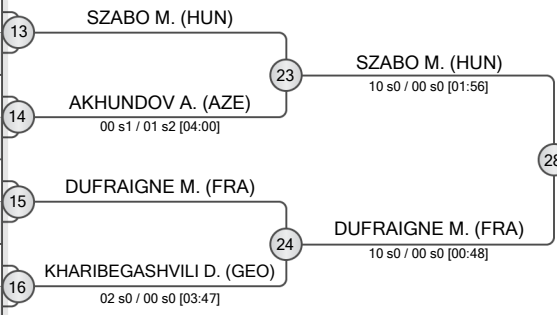 13
SZABO M. (HUN)
23
SZABO M. (HUN)
10 s0 / 00 s0 [01:56]
14
AKHUNDOV A. (AZE)
00 s1 / 01 s2 [04:00]
28
15
DUFRAIGNE M. (FRA)
24
DUFRAIGNE M. (FRA)
10 s0 / 00 s0 [00:48]
16
KHARIBEGASHVILI D. (GEO)
02 s0 / 00 s0 [03:47]